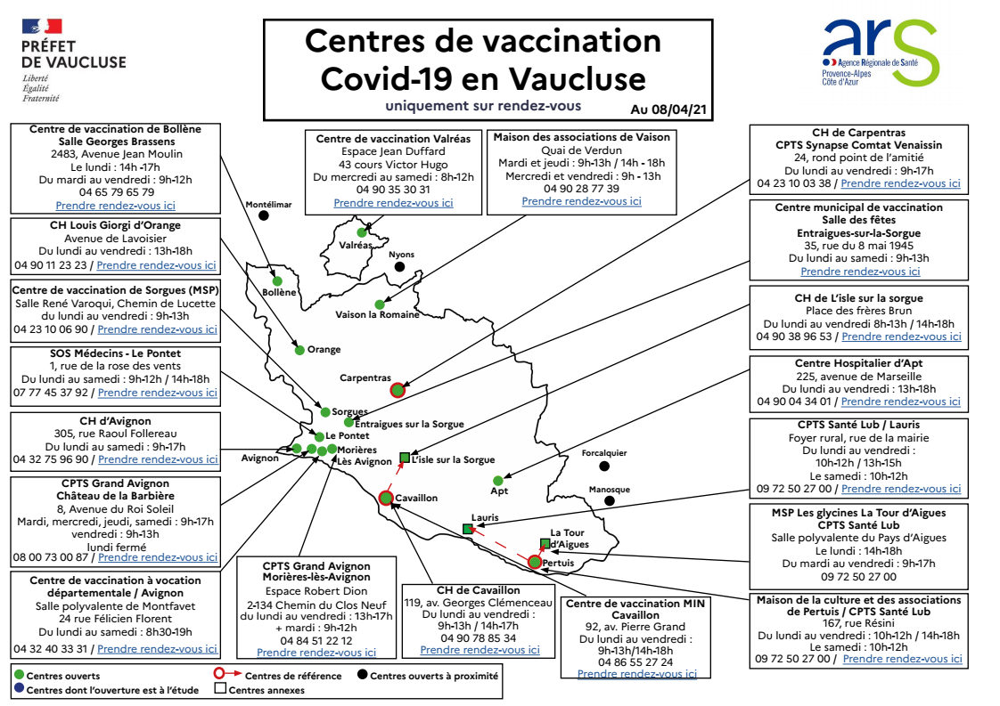 PRÉFET
DE VAUCLUSE
Liberté
Égalité
Fraternité
Centres de vaccination
Covid-19 en Vaucluse
uniquement sur rendez-vous
Au 08/04/21
ars
Agence Régionale de Santé
Provence-Alpes
Côte d'Azur
Centre de vaccination de Bollène
Salle Georges Brassens
2483, Avenue Jean Moulin
Le lundi : 14h -17h
Du mardi au vendredi : 9h-12h
04 65 79 65 79
Prendre rendez-vous ici
CH Louis Giorgi d'Orange
Avenue de Lavoisier
Du lundi au vendredi : 13h-18h
04 90 11 23 23 / Prendre rendez-vous ici
Centre de vaccination de Sorgues (MSP)
Salle René Varoqui, Chemin de Lucette
du lundi au vendredi : 9h-13h
04 23 10 06 90 / Prendre rendez-vous ici
SOS Médecins - Le Pontet
1, rue de la rose des vents
Du lundi au samedi : 9h-12h / 14h-18h
07 77 45 37 92 / Prendre rendez-vous ici
CH d'Avignon
305, rue Raoul Follereau
Du lundi au samedi : 9h-17h
04 32 75 96 90 / Prendre rendez-vous ici
CPTS Grand Avignon
Château de la Barbière
8, Avenue du Roi Soleil
Mardi, mercredi, jeudi, samedi : 9h-17h
vendredi : 9h-13h
lundi fermé
08 00 73 00 87 / Prendre rendez-vous ici
Centre de vaccination à vocation
départementale / Avignon
Salle polyvalente de Montfavet
24 rue Félicien Florent
Du lundi au samedi : 8h30-19h
04 32 40 33 31 / Prendre rendez-vous ici
Centre de vaccination Valréas
Espace Jean Duffard
43 cours Victor Hugo
Du mercredi au samedi : 8h-12h
04 90 35 30 31
Prendre rendez-vous ici
Maison des associations de Vaison
Quai de Verdun
Mardi et jeudi : 9h-13h / 14h - 18h
Mercredi et vendredi : 9h - 13h
04 90 28 77 39
Prendre rendez-vous ici
Montélimar
Valréas
Nyons
Bollène
Vaison la Romaine
Orange
Carpentras
Sorgues
Entraigues sur la Sorgue
Le Pontet
Morières
Lès Avignon
Avignon
L'isle sur la Sorgue
Forcalquier
Apt
Manosque
Cavaillon
Lauris
La Tour
d'Aigues
Pertuis
CPTS Grand Avignon
Morières-lès-Avignon
Espace Robert Dion
2-134 Chemin du Clos Neuf
du lundi au vendredi : 13h-17h
+ mardi : 9h-12h
04 84 51 22 12
Prendre rendez-vous ici
CH de Cavaillon
119, av. Georges Clémenceau
Du lundi au vendredi :
9h-13h / 14h-17h
04 90 78 85 34
Prendre rendez-vous ici
Centre de vaccination MIN
Cavaillon
92, av. Pierre Grand
Du lundi au vendredi :
9h-13h/14h-18h
04 86 55 27 24
Prendre rendez-vous ici
CH de Carpentras
CPTS Synapse Comtat Venaissin
24, rond point de l'amitié
Du lundi au vendredi : 9h-17h
04 23 10 03 38 / Prendre rendez-vous ici
Centre municipal de vaccination
Salle des fêtes
Entraigues-sur-la-Sorgue
35, rue du 8 mai 1945
Du lundi au samedi : 9h-13h
Prendre rendez-vous ici
CH de L'isle sur la sorgue
Place des frères Brun
Du lundi au vendredi 8h-13h / 14h-18h
04 90 38 96 53 / Prendre rendez-vous ici
Centre Hospitalier d'Apt
225, avenue de Marseille
Du lundi au vendredi : 13h-18h
04 90 04 34 01 / Prendre rendez-vous ici
CPTS Santé Lub / Lauris
Foyer rural, rue de la mairie
Du lundi au vendredi :
10h-12h / 13h-15h
Le samedi : 10h-12h
09 72 50 27 00 / Prendre rendez-vous ici
MSP Les glycines La Tour d'Aigues
CPTS Santé Lub
Salle polyvalente du Pays d'Aigues
Le lundi : 14h-18h
Du mardi au vendredi : 9h-17h
09 72 50 27 00
Maison de la culture et des associations
de Pertuis / CPTS Santé Lub
167, rue Résini
Du lundi au vendredi : 10h-12h / 14h-18h
Le samedi : 10h-12h
09 72 50 27 00 / Prendre rendez-vous ici
Centres ouverts
Centres de référence
Centres ouverts à proximité
Centres dont l'ouverture est à l'étude
Centres annexes